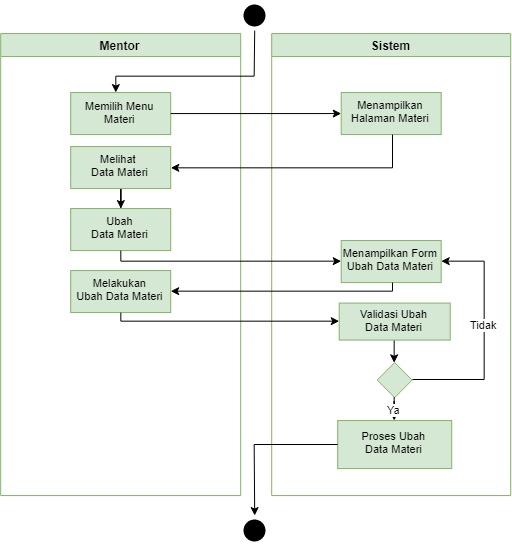 Mentor
Sistem
Memilih Menu
Materi
Menampilkan
Halaman Materi
Melihat
Data Materi
Ubah
Data Materi
Menampilkan Form
Ubah Data Materi
Melakukan
Ubah Data Materi
Validasi Ubah
Data Materi
Tidak
Ya
Proses Ubah
Data Materi